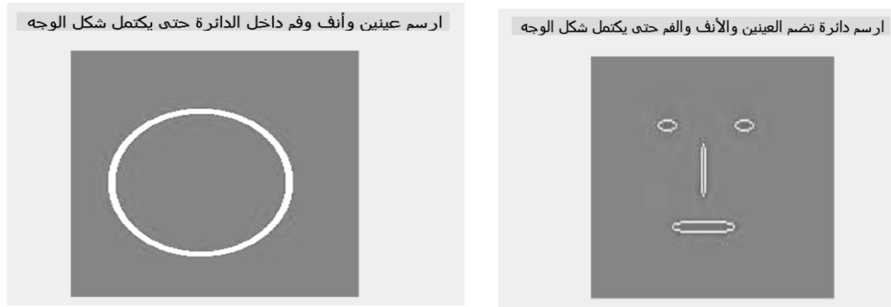 ارسم دائرة تضم العينين والأنف والفم حتى يكتمل شكل الوجه
ارسم عينين وأنف وفم داخل الدائرة حتى يكتمل شكل الوجه